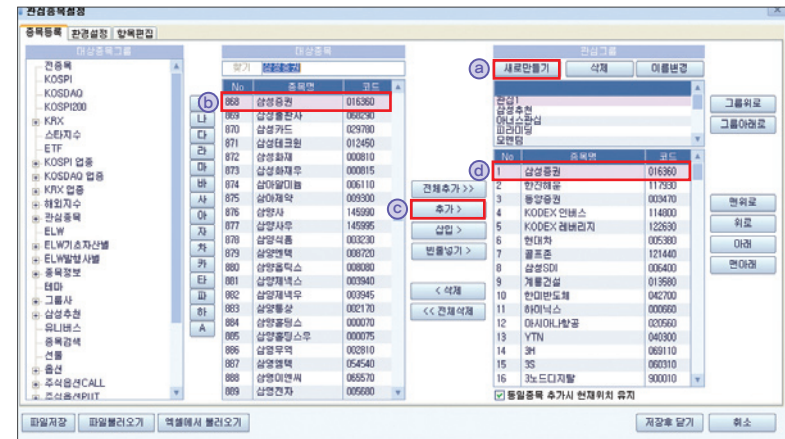 관심종목설정
종목등록 환경설정 항목편집
대상종목그룹
전종목
KOSPI
KOSDAQ
KOSPI200
KRX
스타지수
ETF
KOSPI 업종
KOSDAQ 업종
KRX 업종
해외지수
관심종목
ELW
ELW기초자산별
ELW발행사별
종목정보
테마
그룹사
삼성추천
유니버스
종목검색
선물
옵션
주식옵션CALL
주식옵션PUT
나
다
라
마
바
사
아
자
차
카
타
파
하
A
대상종목
찾기 삼성증권
No 종목명 코드
868 삼성증권 016360
869 삼성출판사 068290
870 삼성카드 029780
871 삼성테크윈 012450
872 삼성화재 000810
873 삼성화재우 000815
874 삼아알미늄 006110
875 삼아제약 009300
876 삼양사 145990
877 삼양사우 145995
878 삼양식품 003230
879 삼양엔텍 008720
880 삼양옵틱스 008080
881 삼양제넥스 003940
882 삼양제넥우 003945
883 삼양통상 002170
884 삼양홀딩스 000070
885 삼양홀딩스우 000075
886 삼영무역 002810
887 삼영엠텍 054540
888 삼영이엔씨 065570
889 삼영전자 005680
ⓐ
ⓑ
ⓒ
ⓓ
전체추가>>
추가 >
삽입 >
빈줄넣기 >
< 삭제
<< 전체삭제
관심그룹
새로만들기 삭제 이름변경
관심1
삼성추천
아너스관심
피라미딩
모멘텀
No 종목명 코드
1 삼성증권 016360
2 한진해운 117930
3 동양증권 003470
4 KODEX 인버스 114800
5 KODEX 레버리지 122630
6 현대차 005380
7 골프존 121440
8 삼성SDI 006400
9 계룡건설 013580
10 한미반도체 042700
11 하이닉스 000660
12 아시아나항공 020560
13 YTN 040300
14 3H 069110
15 3S 060310
16 3노드디지탈 900010
동일종목 추가시 현재위치 유지
그룹위로
그룹아래로
맨위로
위로
아래
맨아래
파일저장 파일불러오기 엑셀에서 불러오기 저장후 닫기 취소